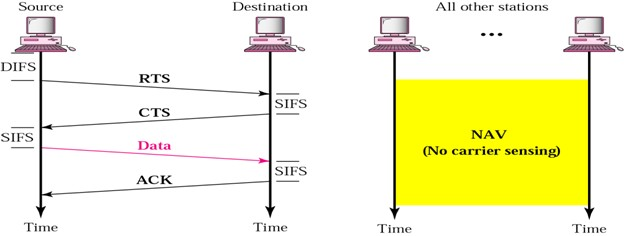 Source
Destination
All other stations
...
DIFS
RTS
SIFS
CTS
SIFS
Data
SIFS
ACK
NAV
(No carrier sensing)
Time
Time
Time
Time